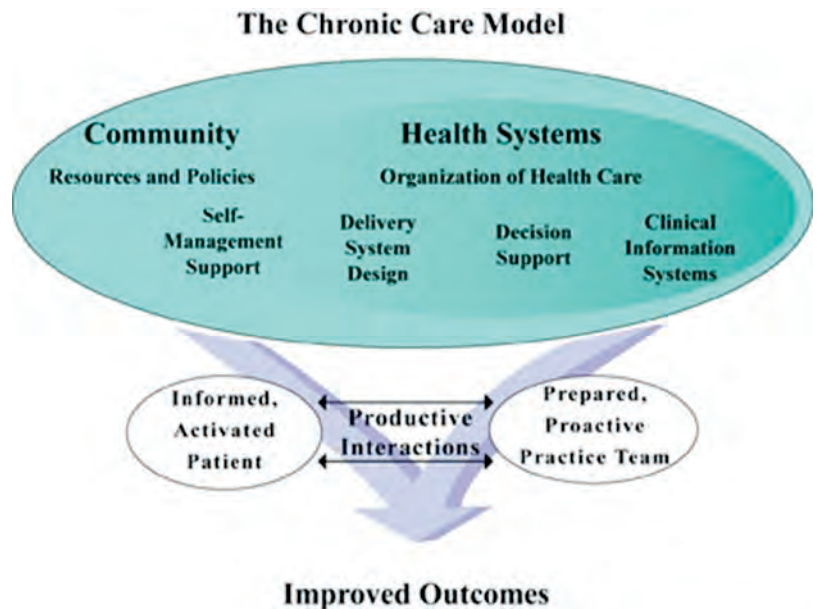 The Chronic Care Model
Community
Resources and Policies
Health Systems
Organization of Health Care
Self-
Management
Support
Delivery
System
Design
Decision
Support
Clinical
Information
Systems
Informed,
Activated
Patient
Productive
Interactions
Prepared,
Proactive
Practice Team
Improved Outcomes